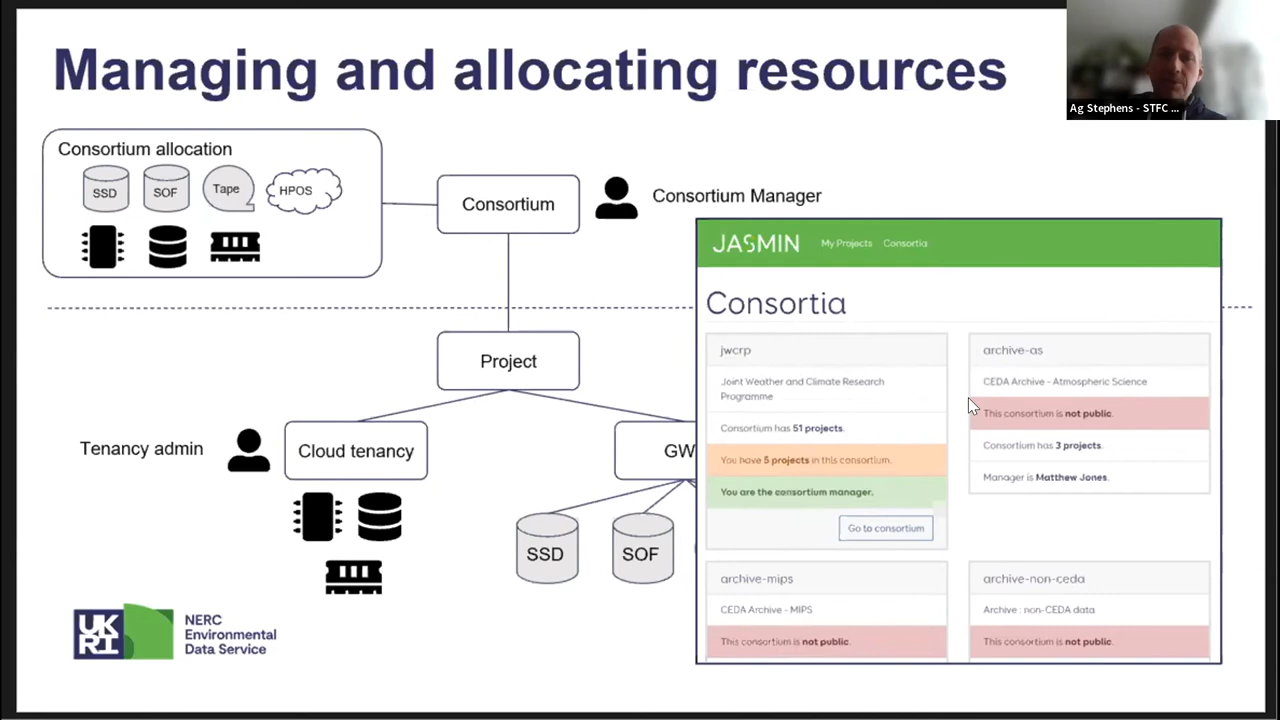 Managing and allocating resources
Ag Stephens - STFC ...
Consortium allocation
SSD
SOF
Tape
HPOS
Consortium
Consortium Manager
Project
Tenancy admin
Cloud tenancy
GW
SSD
SOF
JASMIN
My Projects
Consortia
Consortia
jwcrp
Joint Weather and Climate Research
Programme
Consortium has 51 projects.
You have 5 projects in this consortium.
You are the consortium manager.
Go to consortium
archive-as
CEDA Archive - Atmospheric Science
This consortium is not public.
Consortium has 3 projects.
Manager is Matthew Jones.
archive-mips
CEDA Archive - MIPS
This consortium is not public.
archive-non-ceda
Archive : non-CEDA data
This consortium is not public.
UK
RI
NERC
Environmental
Data Service